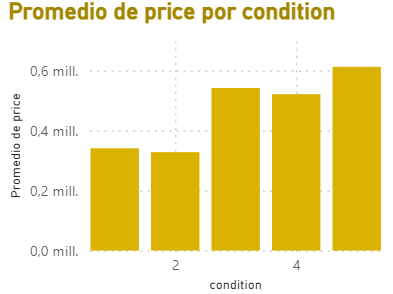 Promedio de price por condition
0,6 mill.
0,4 mill.
0,2 mill.
0,0 mill.
Promedio de price
2
4
condition